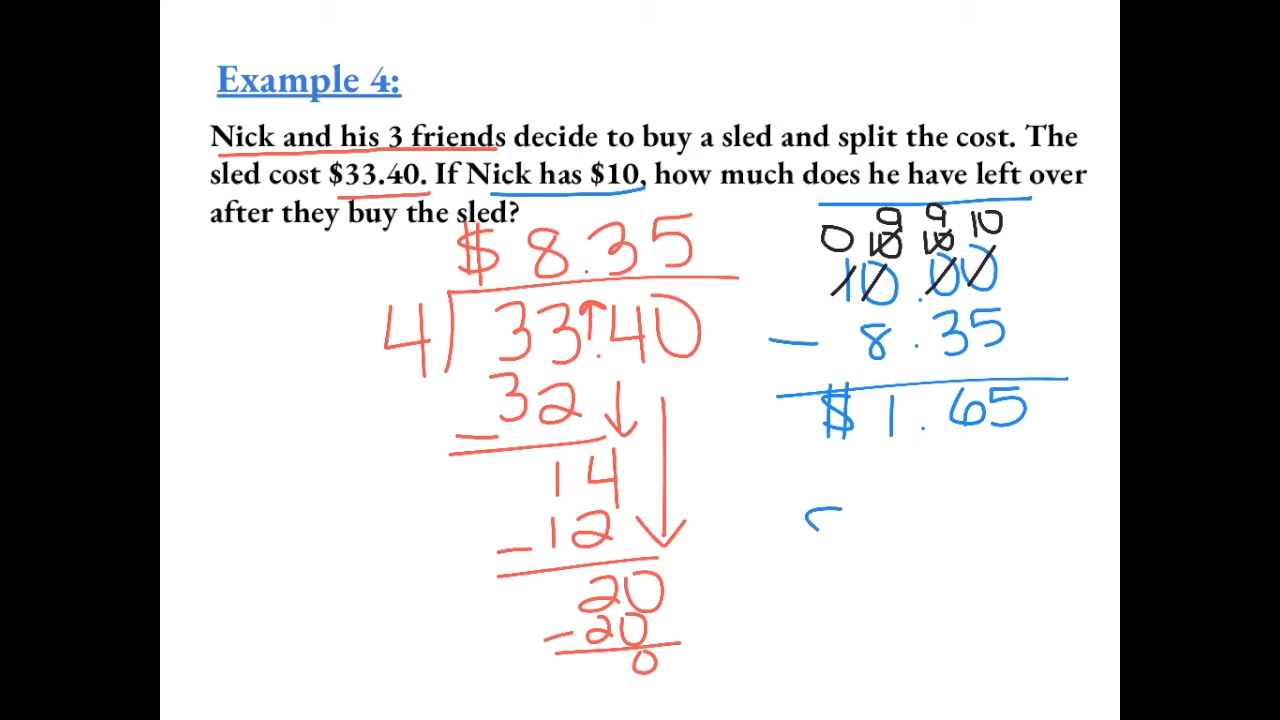 Example 4:
Nick and his 3 friends decide to buy a sled and split the cost. The
sled cost $33.40. If Nick has $10, how much does he have left over
after they buy the sled?
$ 8.35
4 33.40
- 32
14
- 12
20
- 20
0
9 9
0 10 10 10
10.00
- 8.35
$ 1.65